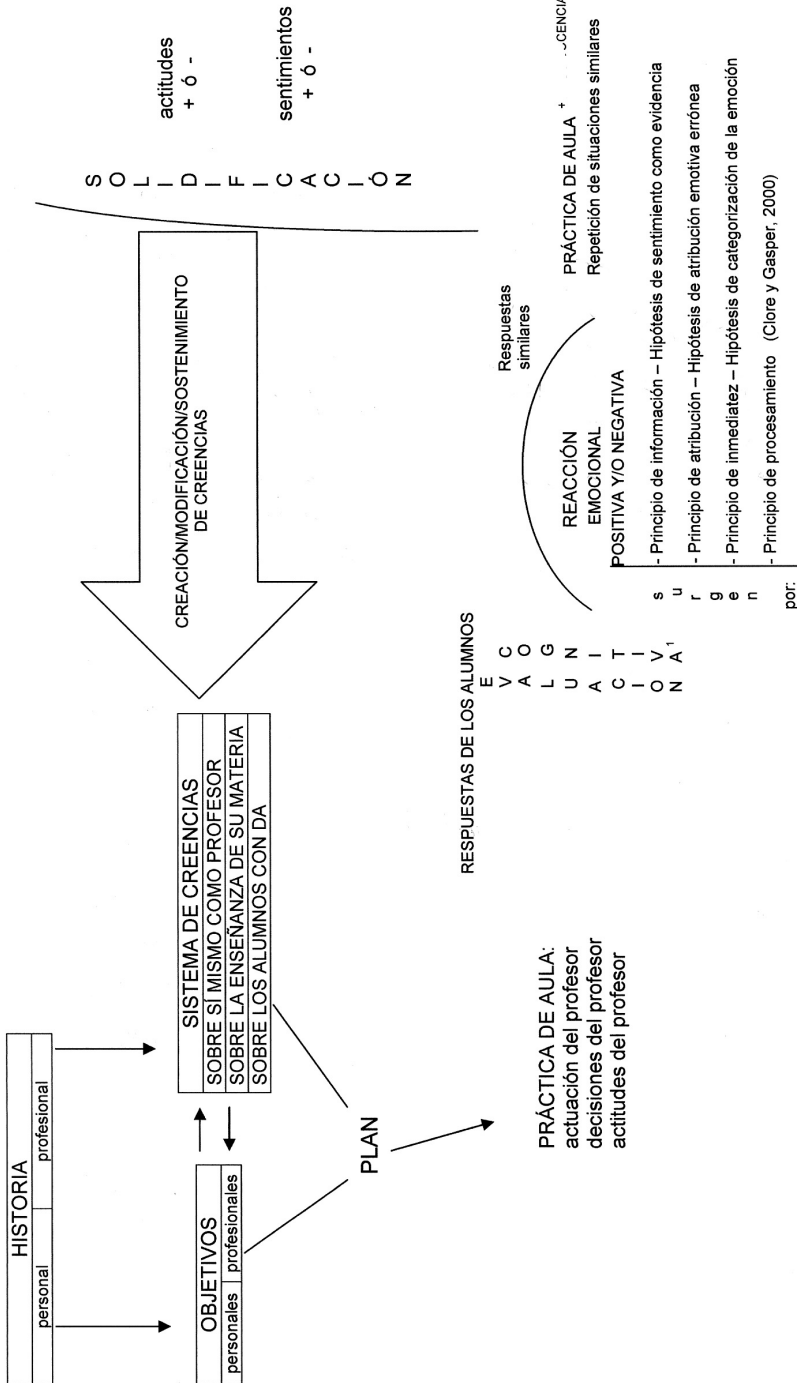 HISTORIA
personal profesional
OBJETIVOS
personales profesionales
SISTEMA DE CREENCIAS
SOBRE SÍ MISMO COMO PROFESOR
SOBRE LA ENSEÑANZA DE SU MATERIA
SOBRE LOS ALUMNOS CON DA
CREACIÓN/MODIFICACIÓN/SOSTENIMIENTO
DE CREENCIAS
SOLIDIFICACIÓN
actitudes
+ ó -
sentimientos
+ ó -
PLAN
PRÁCTICA DE AULA:
actuación del profesor
decisiones del profesor
actitudes del profesor
RESPUESTAS DE LOS ALUMNOS
EVALUACION
COGNITIVA¹
REACCIÓN
EMOCIONAL
POSITIVA Y/O NEGATIVA
Respuestas
similares
PRÁCTICA DE AULA +
Repetición de situaciones similares
surgen
por:
- Principio de información – Hipótesis de sentimiento como evidencia
- Principio de atribución – Hipótesis de atribución emotiva errónea
- Principio de inmediatez – Hipótesis de categorización de la emoción
- Principio de procesamiento (Clore y Gasper, 2000)